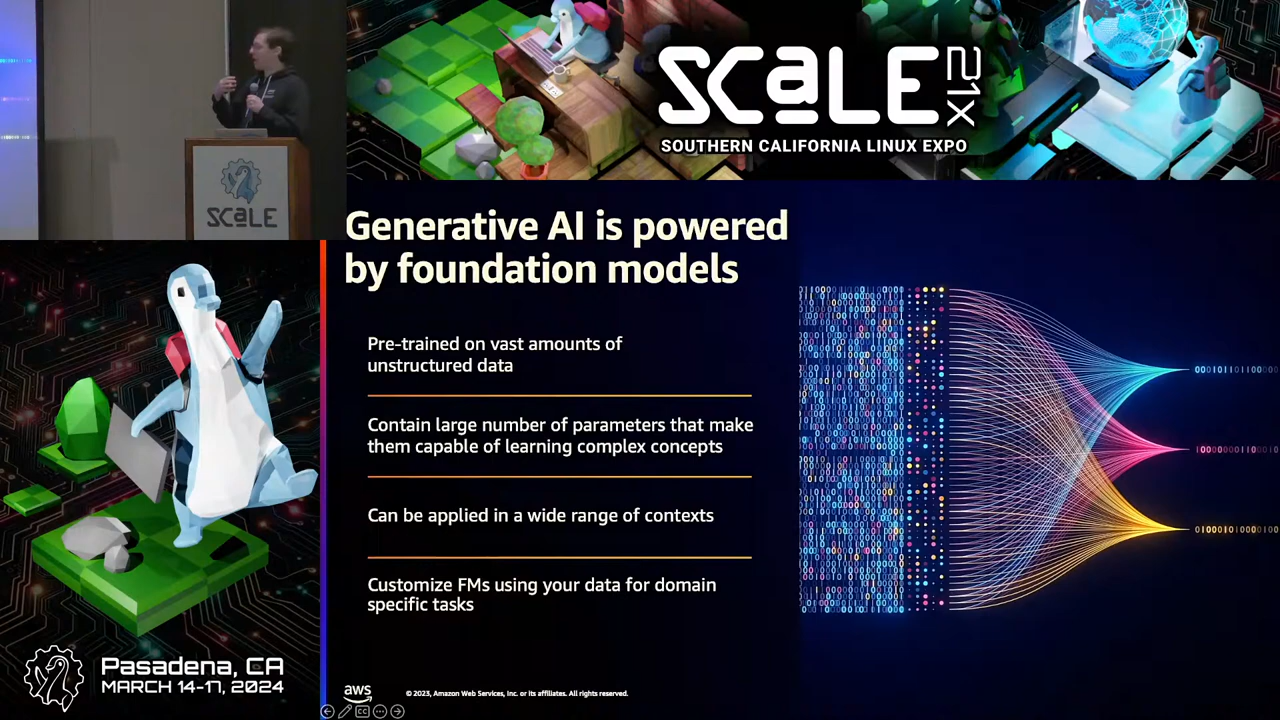 SCaLE 21X
SOUTHERN CALIFORNIA LINUX EXPO
SCaLE
Generative AI is powered
by foundation models
Pre-trained on vast amounts of
unstructured data
Contain large number of parameters that make
them capable of learning complex concepts
Can be applied in a wide range of contexts
Customize FMs using your data for domain
specific tasks
Pasadena, CA
MARCH 14-17, 2024
aws
© 2023, Amazon Web Services, Inc. or its affiliates. All rights reserved.
CC